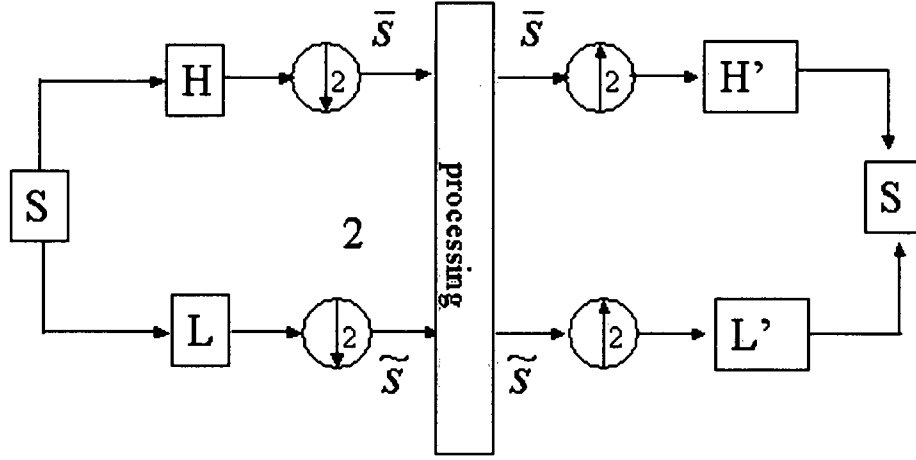 s̄ s̄
H ↓2 ↑2 H'
S processing S
2
L ↓2 ↑2 L'
s̃ s̃